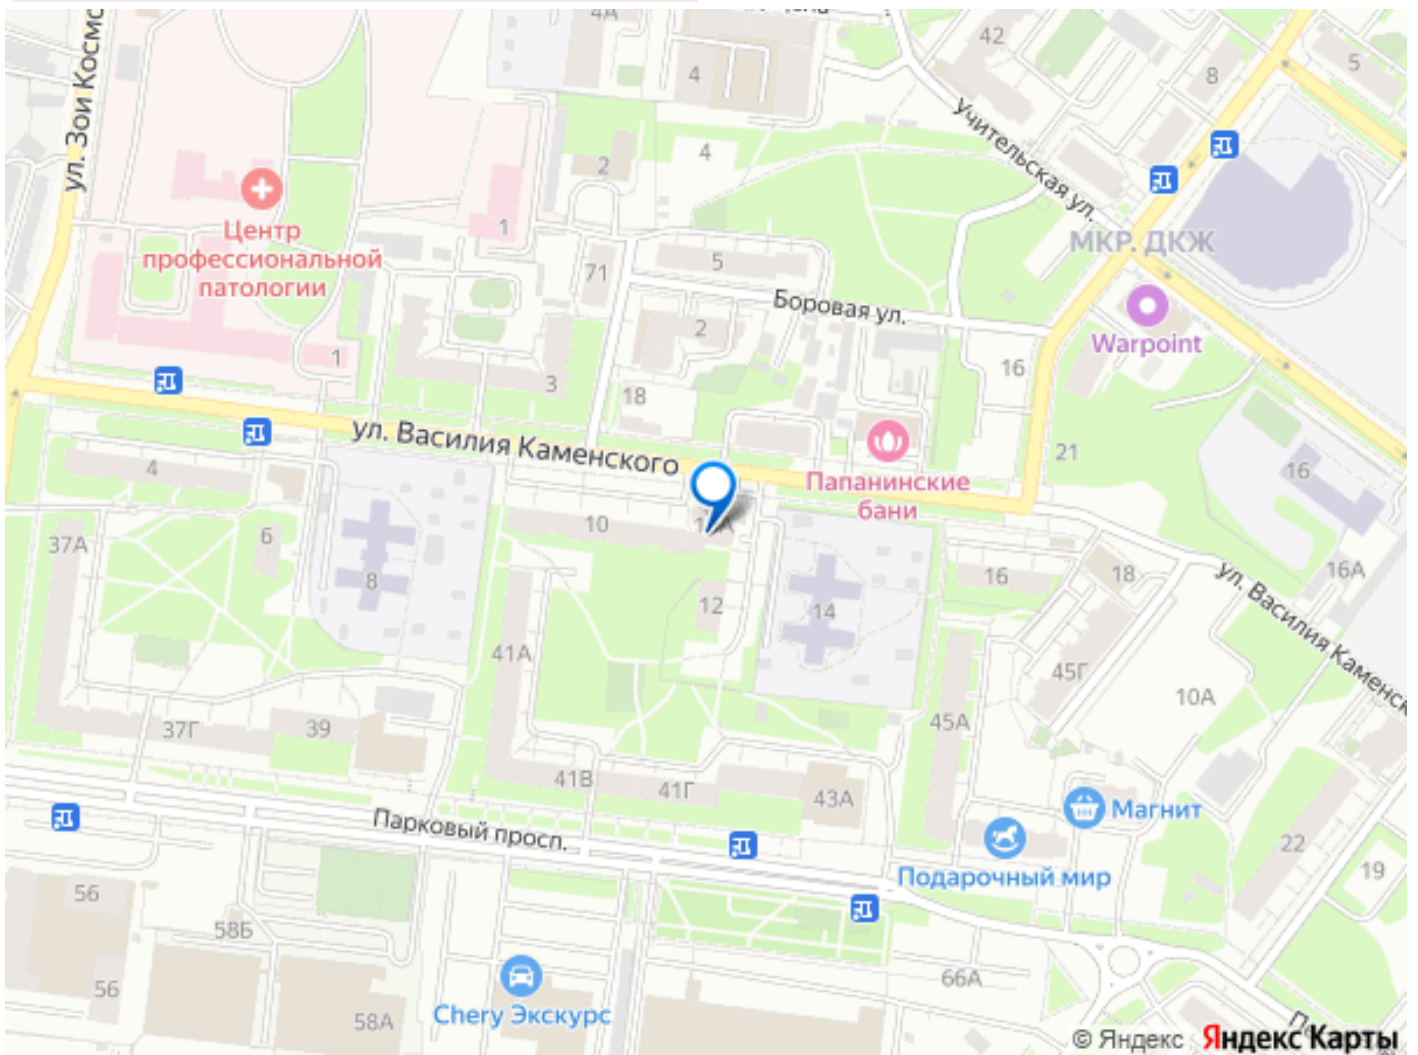 4А
42
5
4
8
ул. Зои Космо
Учительская ул.
2
4
Центр
профессиональной
патологии
1
МКР. ДКЖ
5
71
Боровая ул.
2
Warpoint
1
3
16
18
ул. Василия Каменского
21
4
Папанинские
бани
16
10
37А
6
8
12
14
16
18
16А
ул. Василия Каменск
41А
45Г
10А
37Г
39
45А
41В
41Г
43А
Магнит
Парковый просп.
Подарочный мир
22
19
56
58Б
66А
56
Chery Экскурс
58А
© Яндекс Яндекс Карты